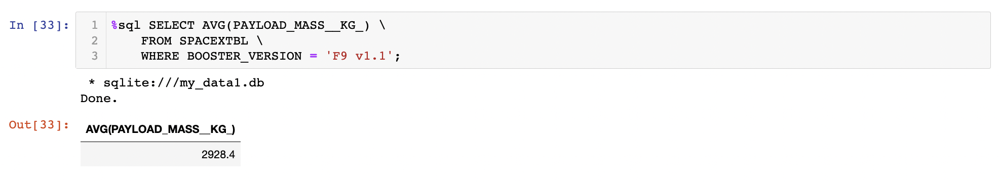 In [33]:
1 %sql SELECT AVG(PAYLOAD_MASS__KG_) \
2     FROM SPACEXTBL \
3     WHERE BOOSTER_VERSION = 'F9 v1.1';
 * sqlite:///my_data1.db
Done.
Out[33]:
AVG(PAYLOAD_MASS__KG_)
2928.4